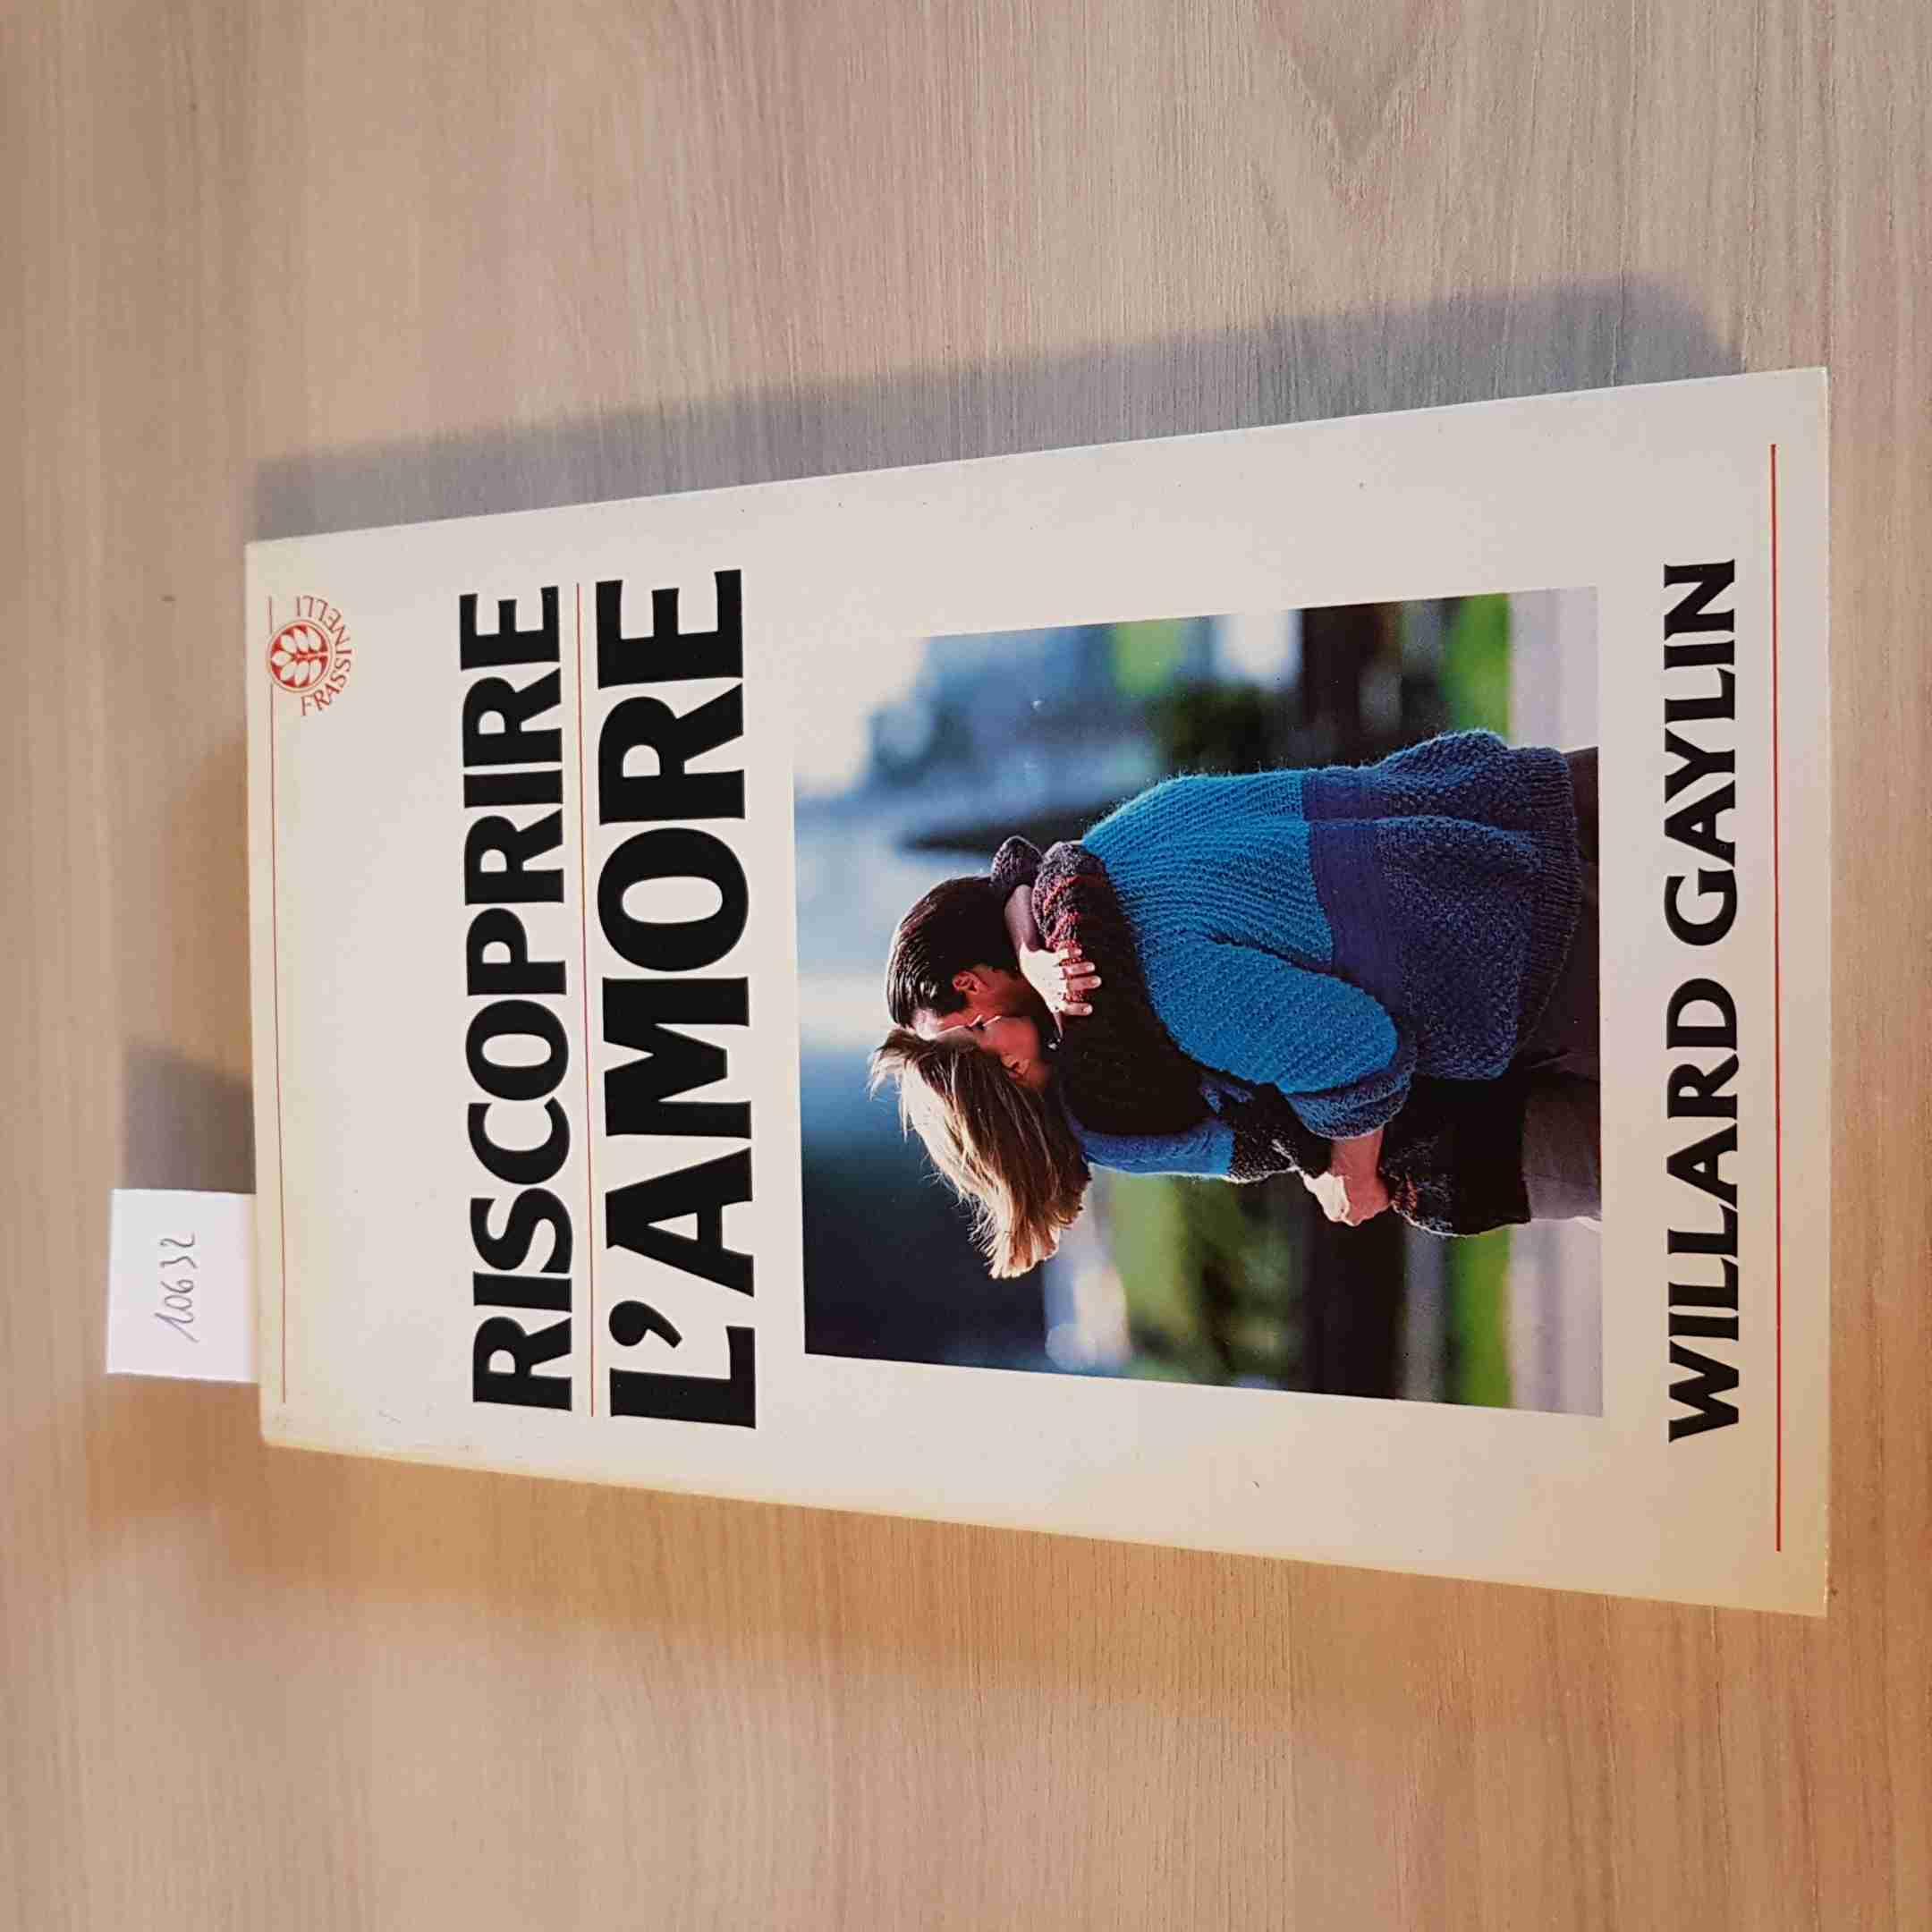 10632
FRASSINELLI
RISCOPRIRE
L'AMORE
WILLARD GAYLIN